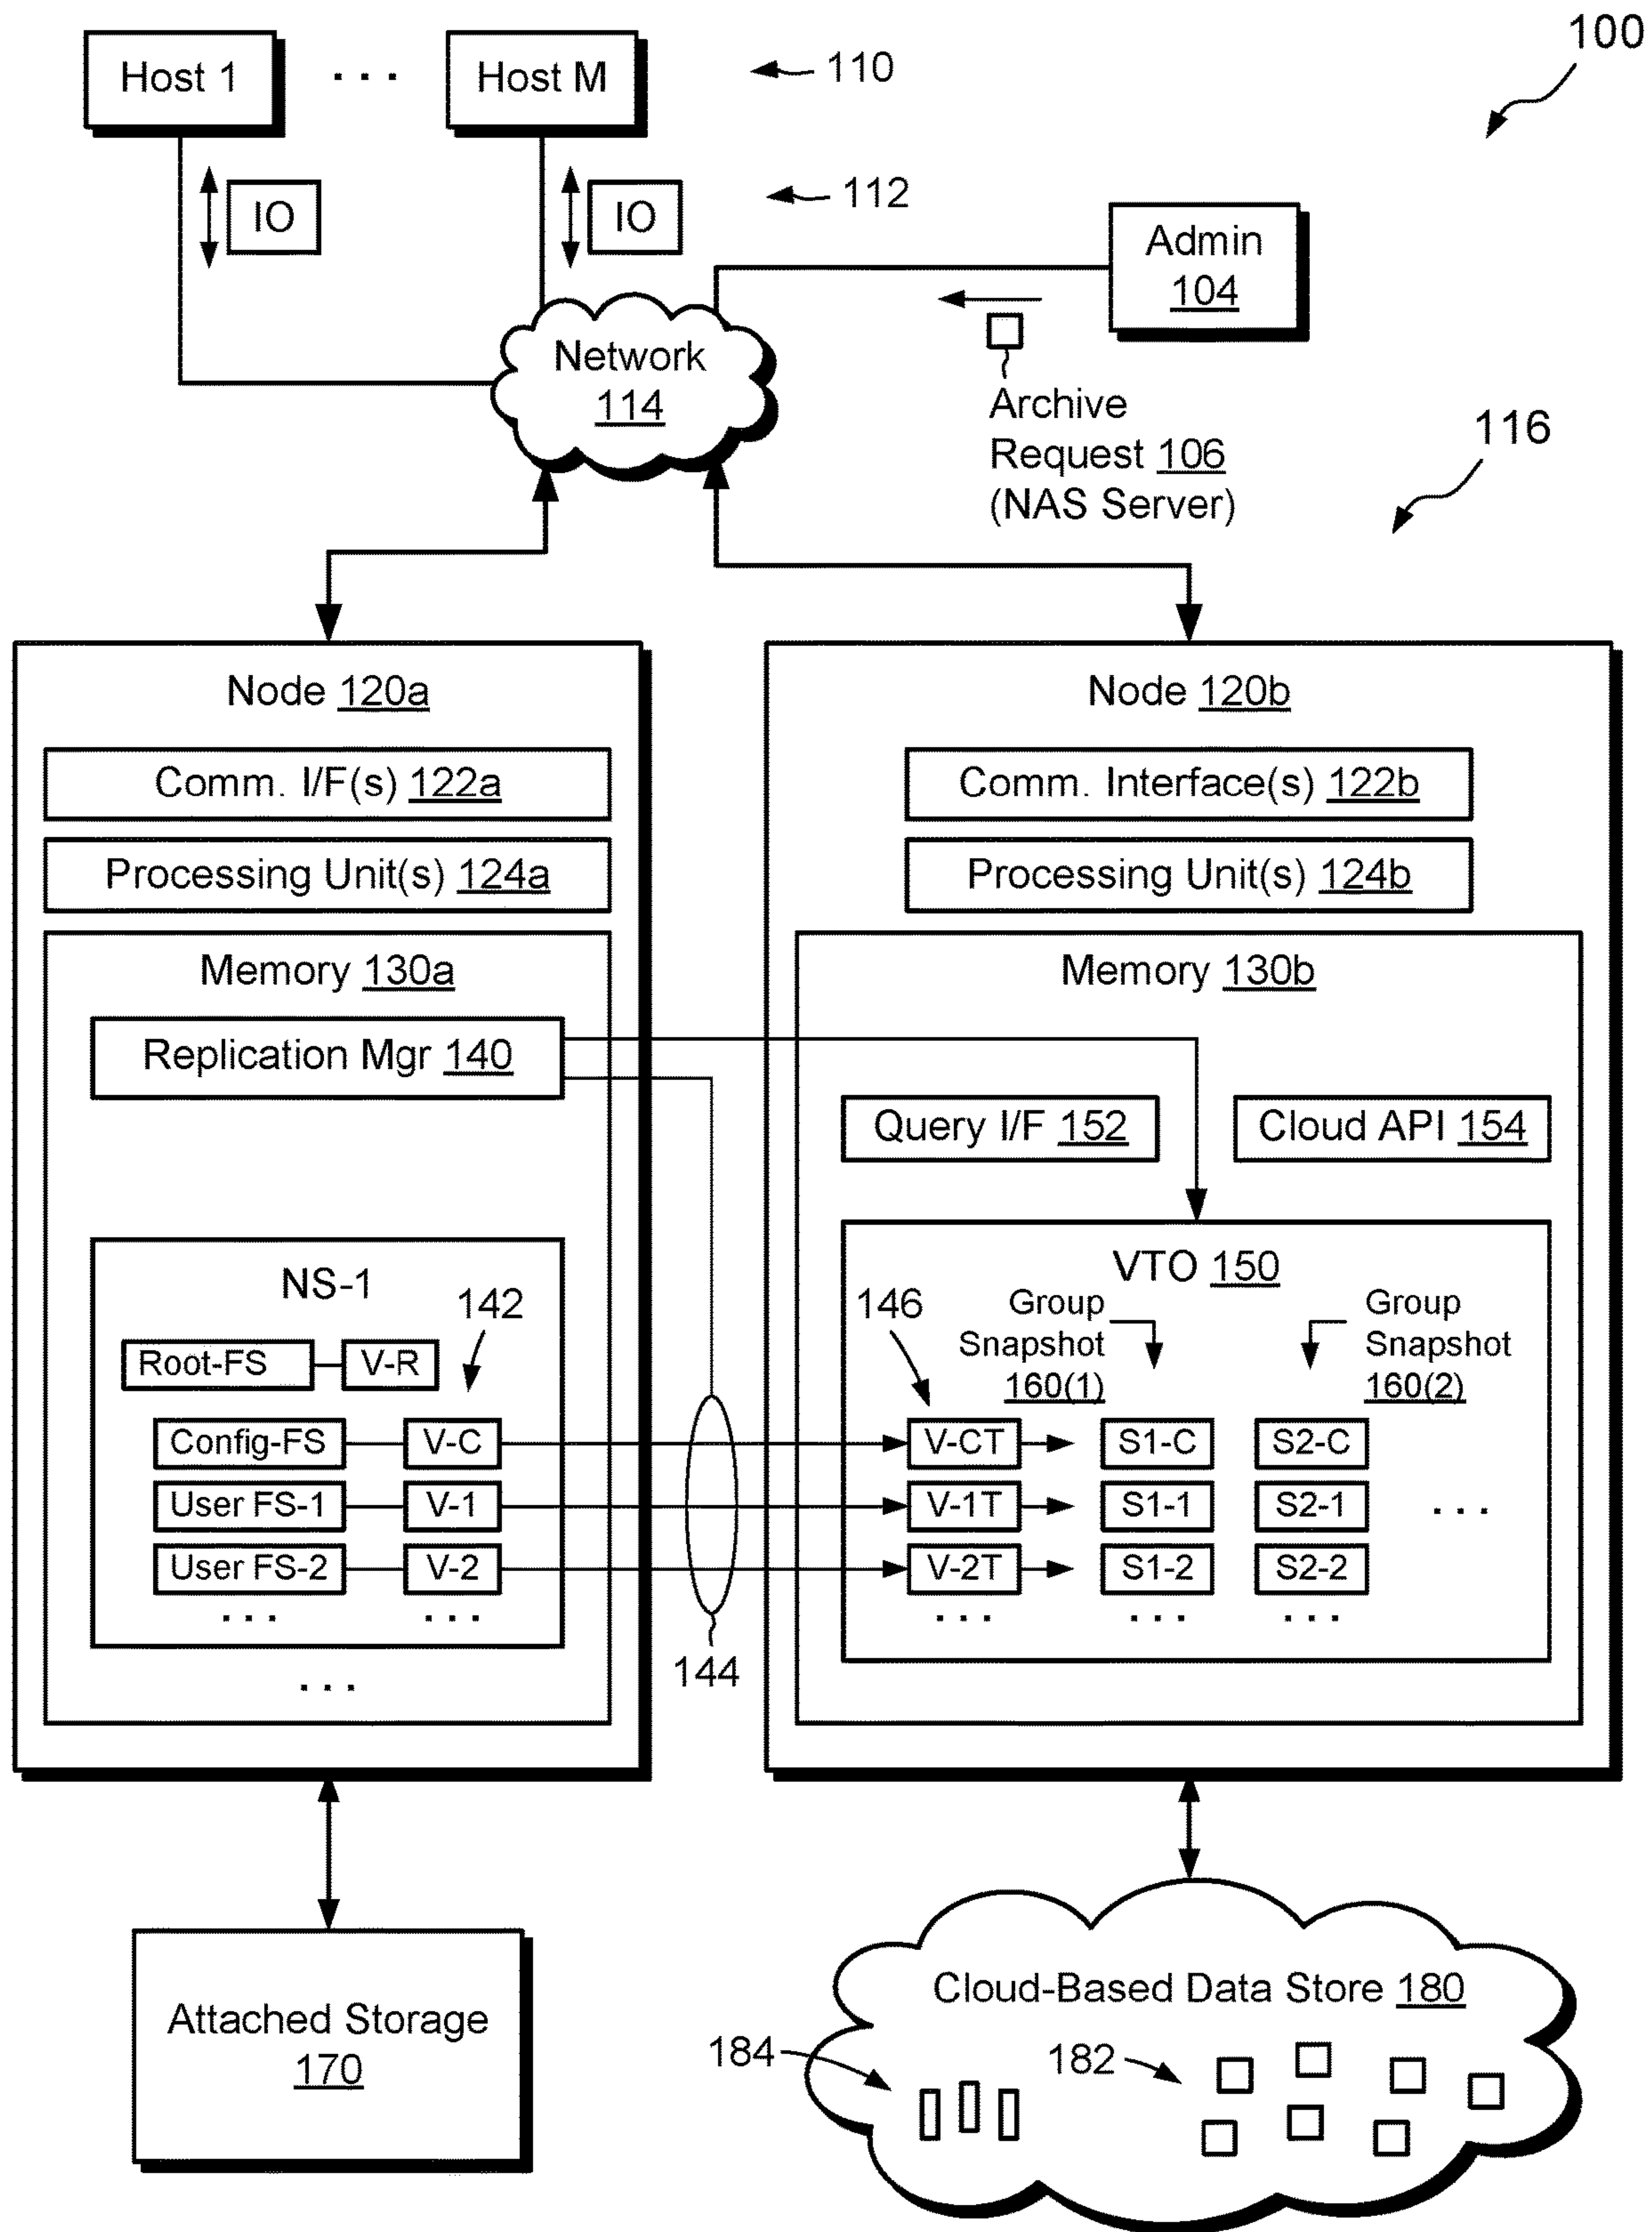 100
Host 1
. . .
Host M
110
IO
IO
112
Admin
104
Network
114
Archive
Request 106
(NAS Server)
116
Node 120a
Comm. I/F(s) 122a
Processing Unit(s) 124a
Memory 130a
Replication Mgr 140
NS-1
142
Root-FS
V-R
Config-FS
V-C
User FS-1
V-1
User FS-2
V-2
. . .
. . .
. . .
144
Node 120b
Comm. Interface(s) 122b
Processing Unit(s) 124b
Memory 130b
Query I/F 152
Cloud API 154
VTO 150
146
Group
Snapshot
160(1)
Group
Snapshot
160(2)
V-CT
S1-C
S2-C
V-1T
S1-1
S2-1
. . .
V-2T
S1-2
S2-2
. . .
. . .
. . .
Attached Storage
170
Cloud-Based Data Store 180
184
182